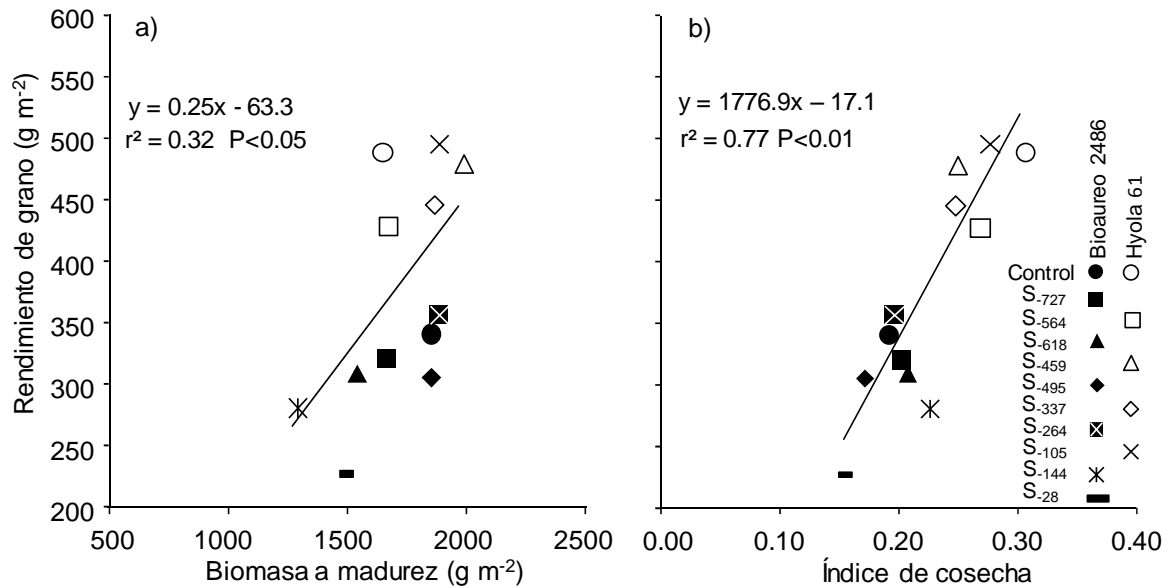 a)
b)
y = 0.25x - 63.3
r² = 0.32 P<0.05
y = 1776.9x – 17.1
r² = 0.77 P<0.01
Rendimiento de grano (g m⁻²)
600
550
500
450
400
350
300
250
200
500
1000
1500
2000
2500
Biomasa a madurez (g m⁻²)
0.00
0.10
0.20
0.30
0.40
Índice de cosecha
Bioaureo 2486
Hyola 61
Control
S-727
S-564
S-618
S-459
S-495
S-337
S-264
S-105
S-144
S-28